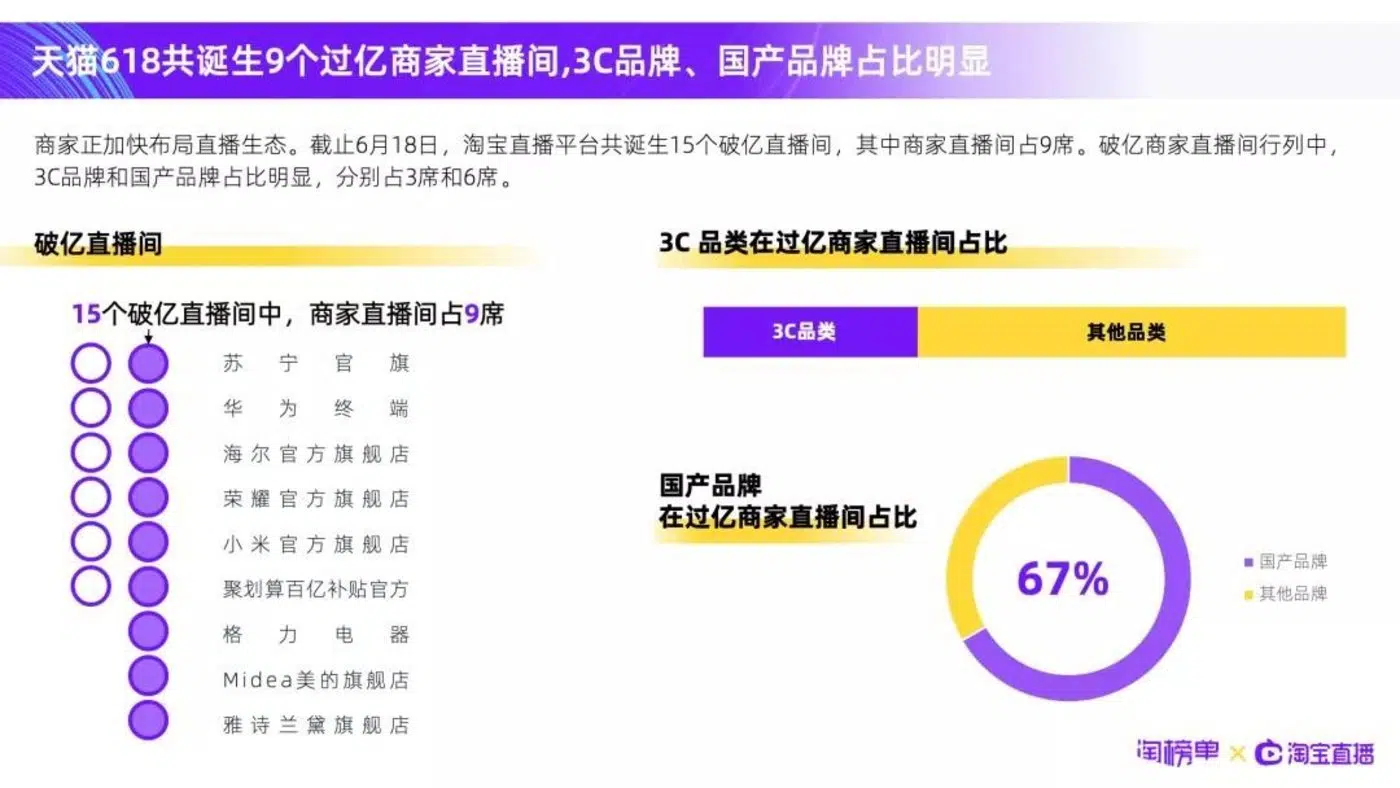 天猫618共诞生9个过亿商家直播间,3C品牌、国产品牌占比明显
商家正加快布局直播生态。截止6月18日，淘宝直播平台共诞生15个破亿直播间，其中商家直播间占9席。破亿商家直播间行列中，
3C品牌和国产品牌占比明显，分别占3席和6席。
破亿直播间
15个破亿直播间中，商家直播间占9席
苏宁官旗
华为终端
海尔官方旗舰店
荣耀官方旗舰店
小米官方旗舰店
聚划算百亿补贴官方
格力电器
Midea美的旗舰店
雅诗兰黛旗舰店
3C 品类在过亿商家直播间占比
3C品类
其他品类
国产品牌
在过亿商家直播间占比
67%
国产品牌
其他品牌
淘榜单 × 淘宝直播